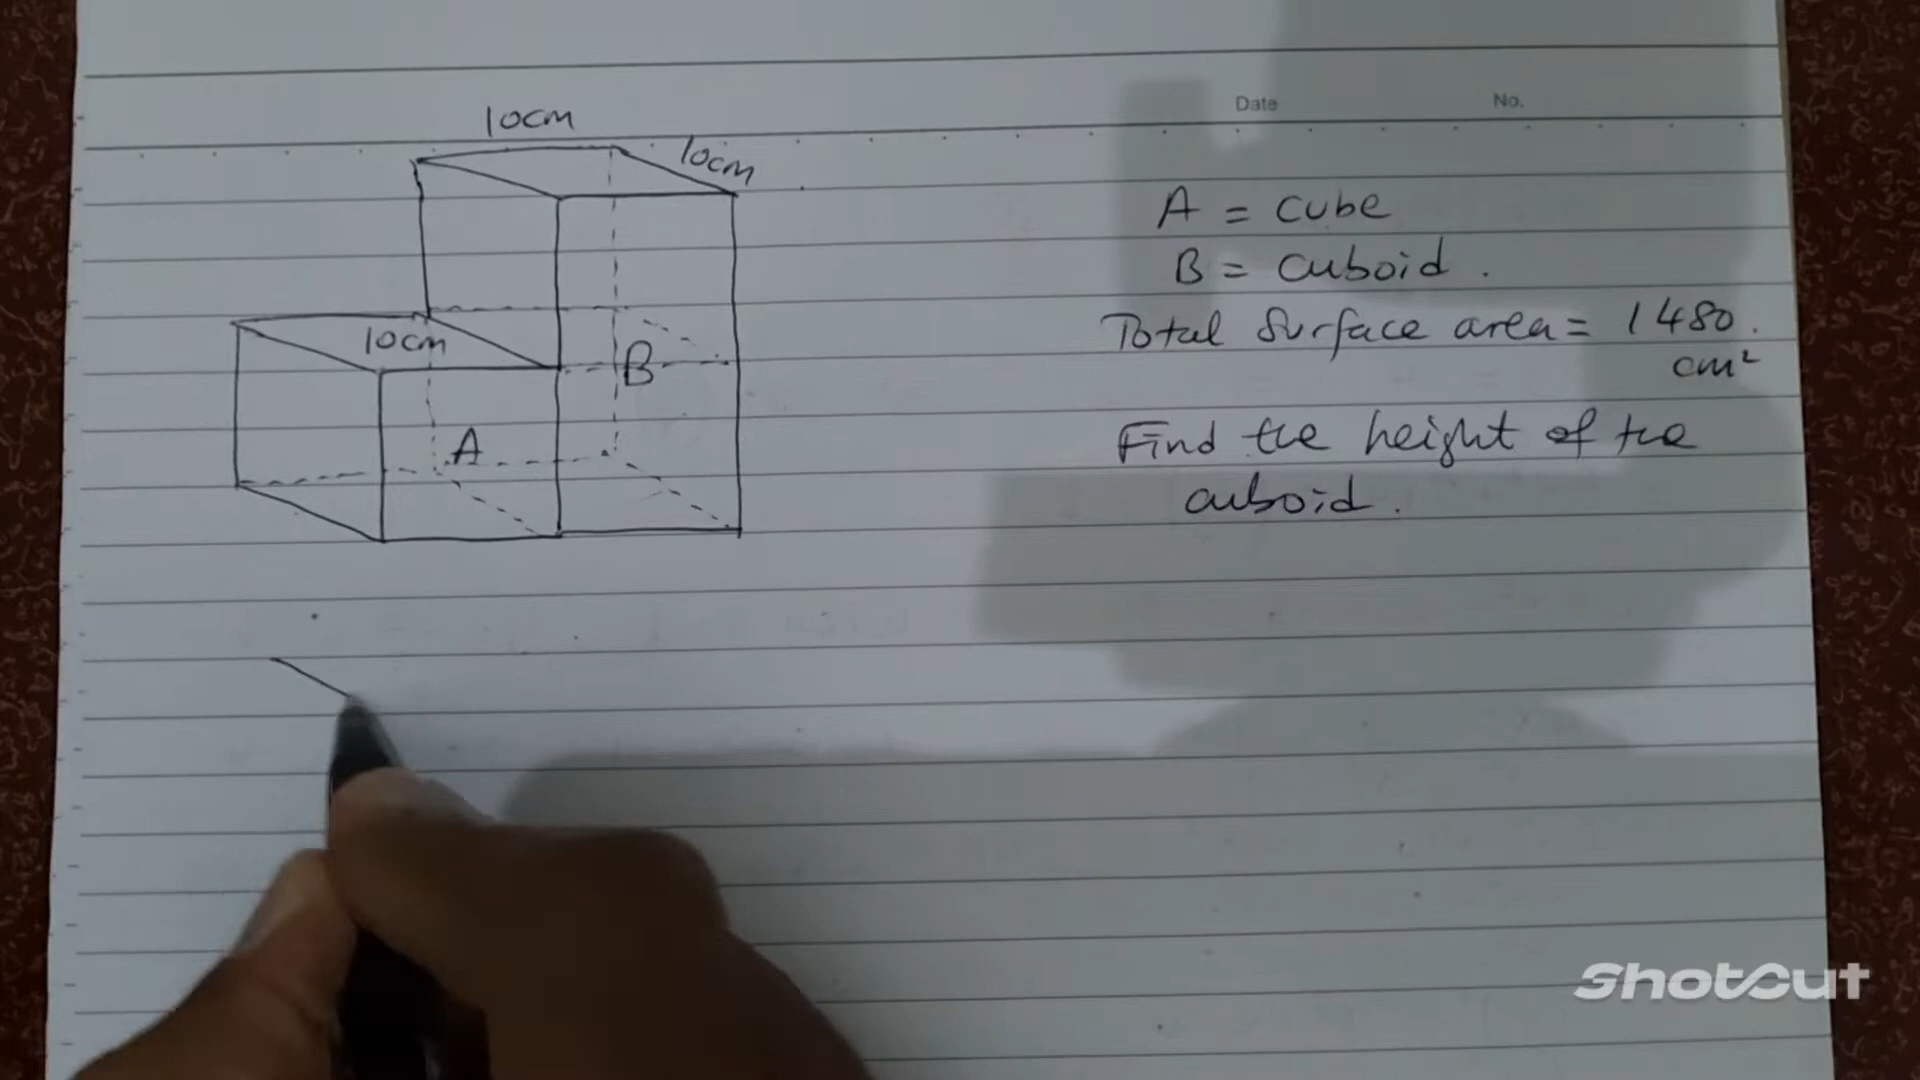 10cm
10cm
10cm
A
B
Date
No.
A = cube
B = cuboid.
Total surface area = 1480.
cm²
Find the height of the
cuboid.
ShotCut